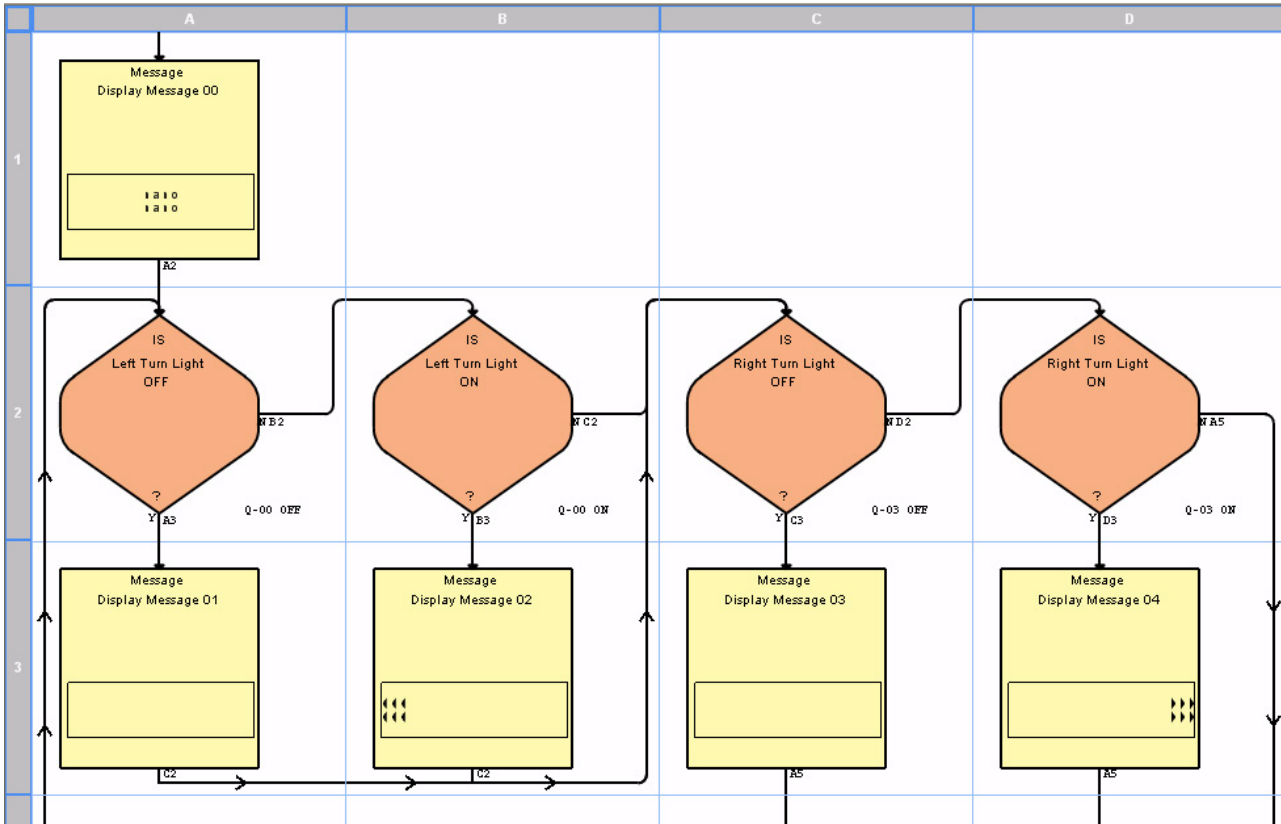 A B C D
1
Message
Display Message 00
A2
2
IS
Left Turn Light
OFF
?
N B2
Y A3
Q-00 OFF
IS
Left Turn Light
ON
?
N C2
Y B3
Q-00 ON
IS
Right Turn Light
OFF
?
N D2
Y C3
Q-03 OFF
IS
Right Turn Light
ON
?
N A5
Y D3
Q-03 ON
3
Message
Display Message 01
C2
Message
Display Message 02
C2
Message
Display Message 03
A5
Message
Display Message 04
A5